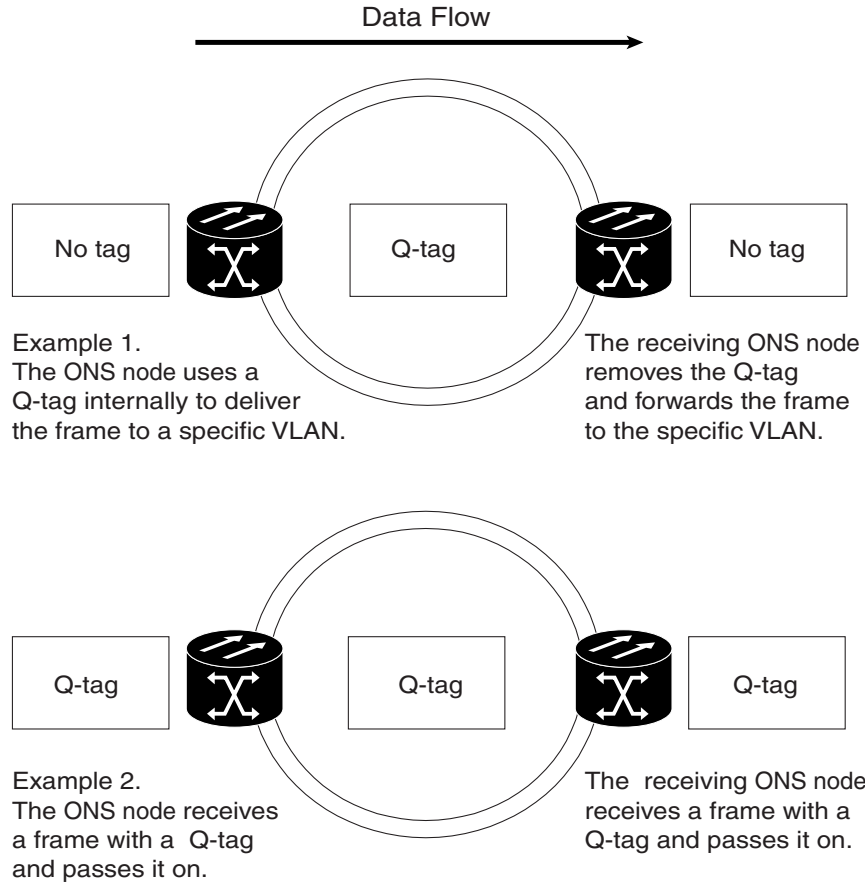 Data Flow
No tag
Q-tag
No tag
Example 1.
The ONS node uses a
Q-tag internally to deliver
the frame to a specific VLAN.
The receiving ONS node
removes the Q-tag
and forwards the frame
to the specific VLAN.
Q-tag
Q-tag
Q-tag
Example 2.
The ONS node receives
a frame with a Q-tag
and passes it on.
The receiving ONS node
receives a frame with a
Q-tag and passes it on.